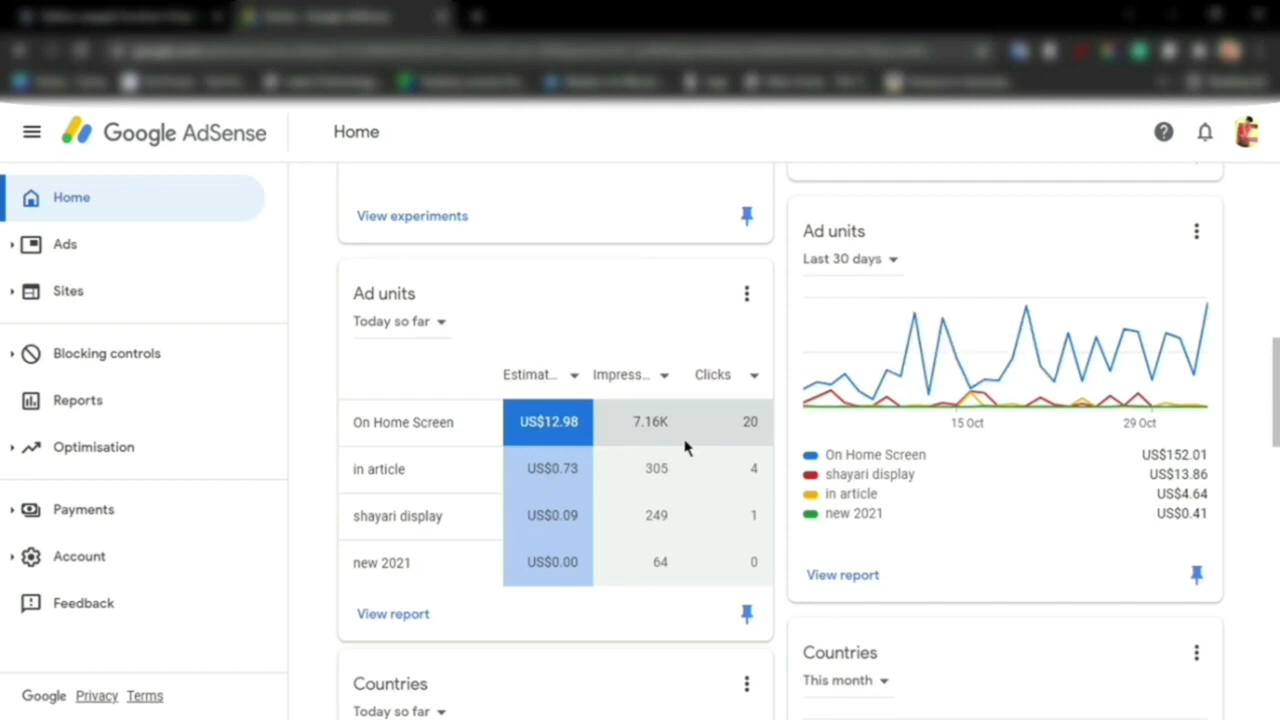 Google AdSense
Home
Home
Ads
Sites
Blocking controls
Reports
Optimisation
Payments
Account
Feedback
Google Privacy Terms
View experiments
Ad units
Today so far
Estimat... Impress... Clicks
On Home Screen US$12.98 7.16K 20
in article US$0.73 305 4
shayari display US$0.09 249 1
new 2021 US$0.00 64 0
View report
Countries
Today so far
Ad units
Last 30 days
15 Oct 29 Oct
On Home Screen US$152.01
shayari display US$13.86
in article US$4.64
new 2021 US$0.41
View report
Countries
This month